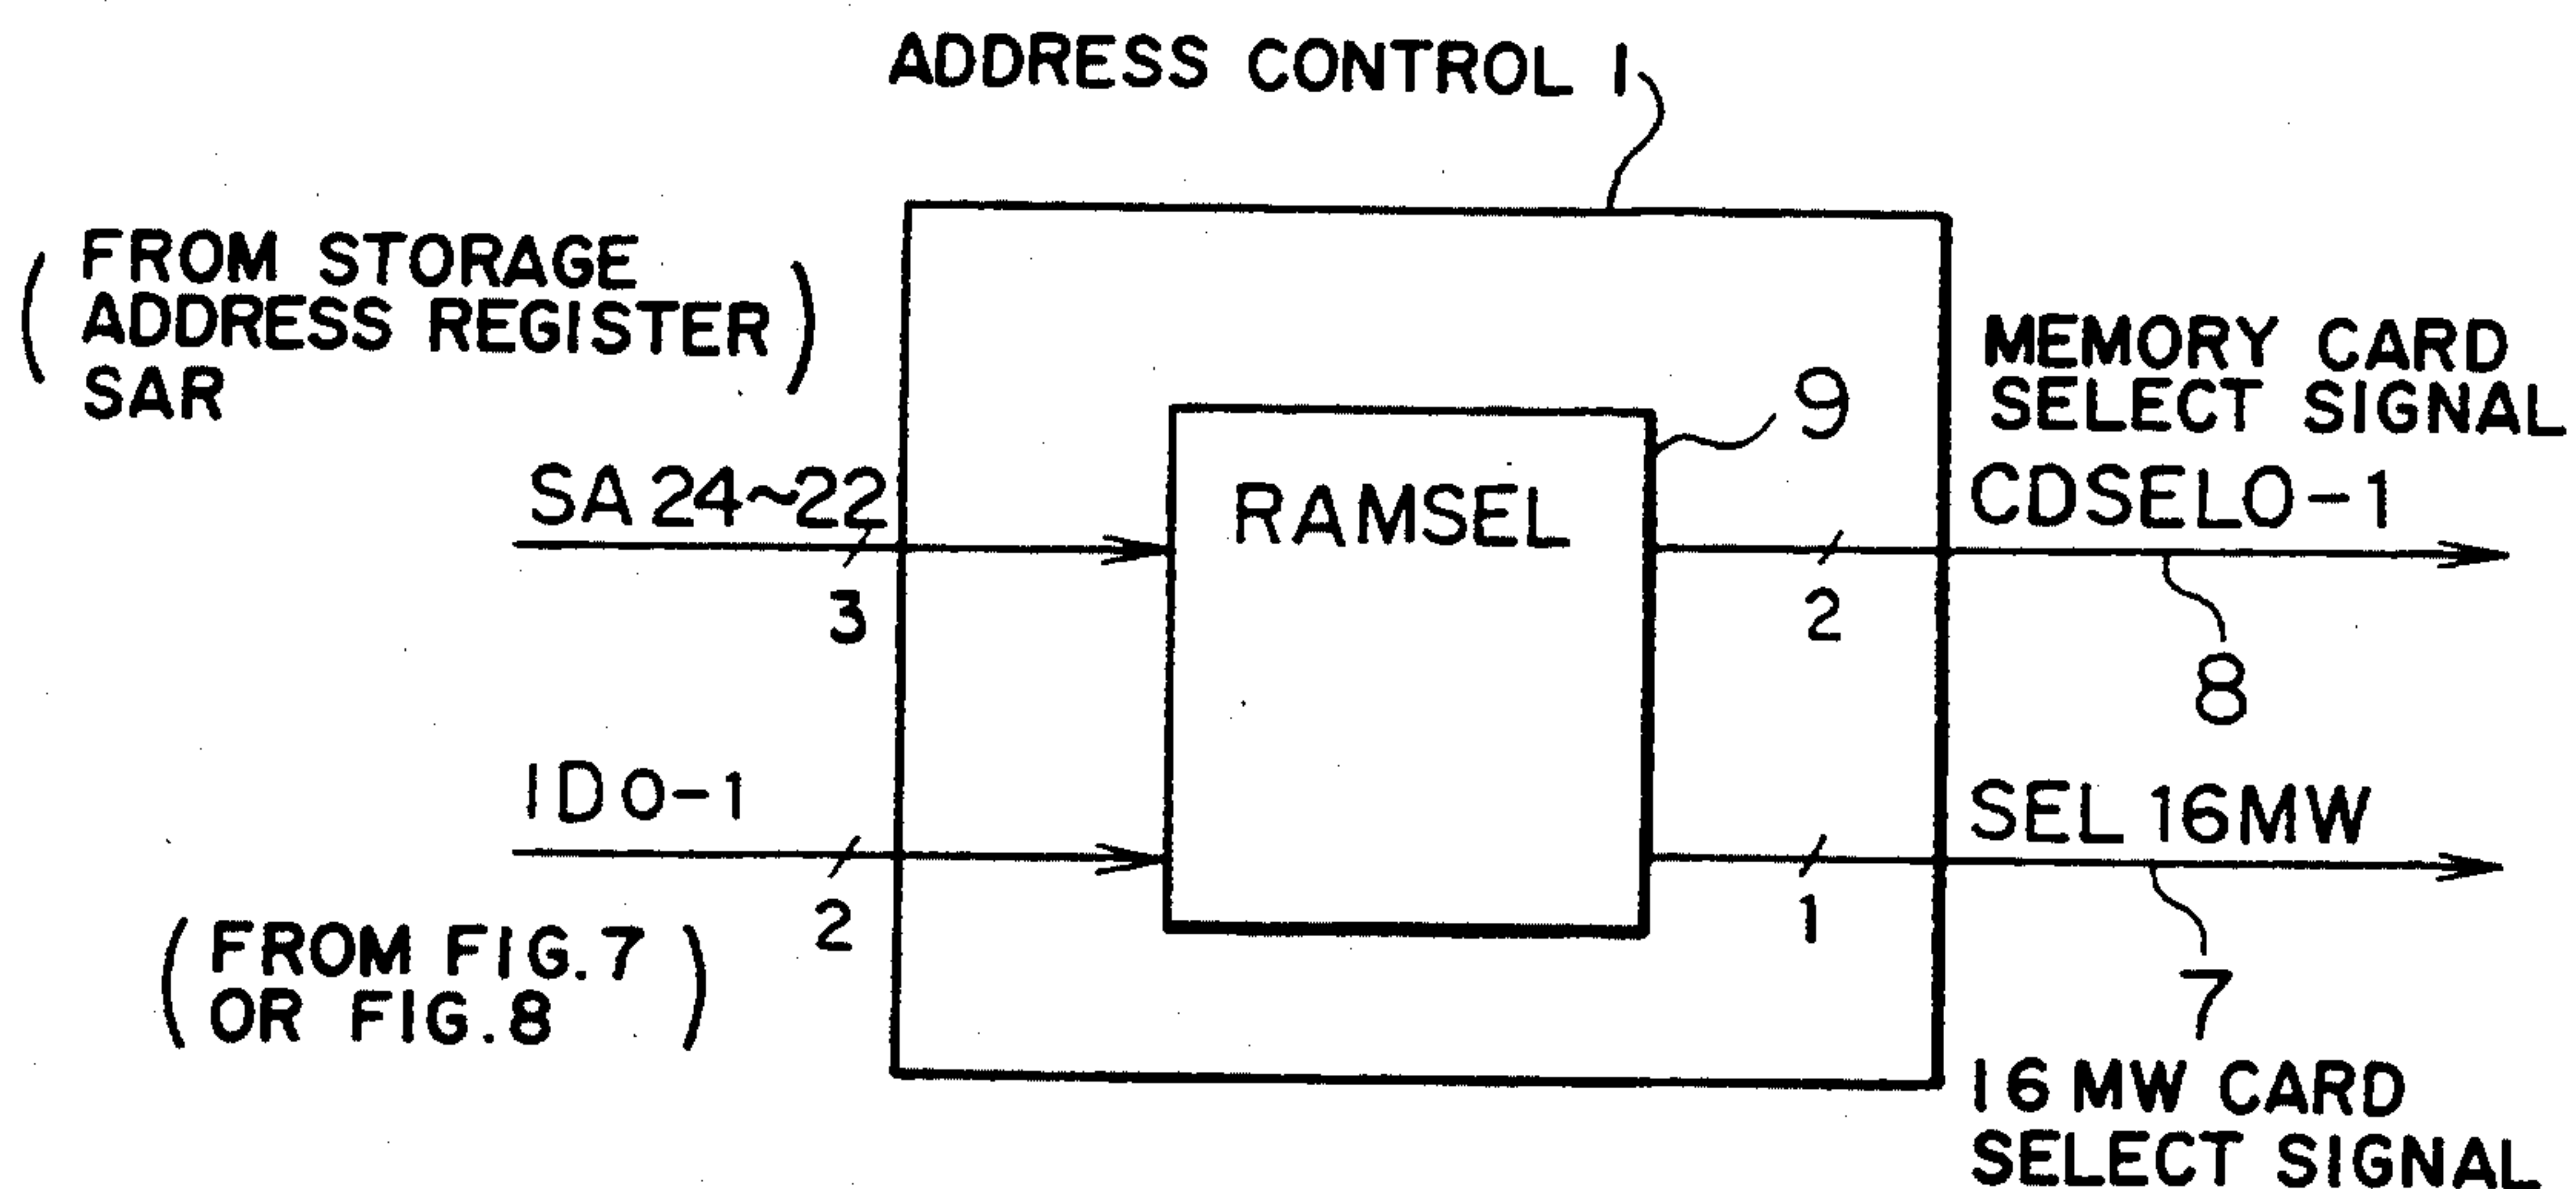 ADDRESS CONTROL 1
( FROM STORAGE
ADDRESS REGISTER )
SAR
SA 24~22
3
ID 0-1
2
( FROM FIG. 7
OR FIG. 8 )
RAMSEL
9
MEMORY CARD
SELECT SIGNAL
CDSEL0-1
2
8
SEL 16MW
1
7
16 MW CARD
SELECT SIGNAL